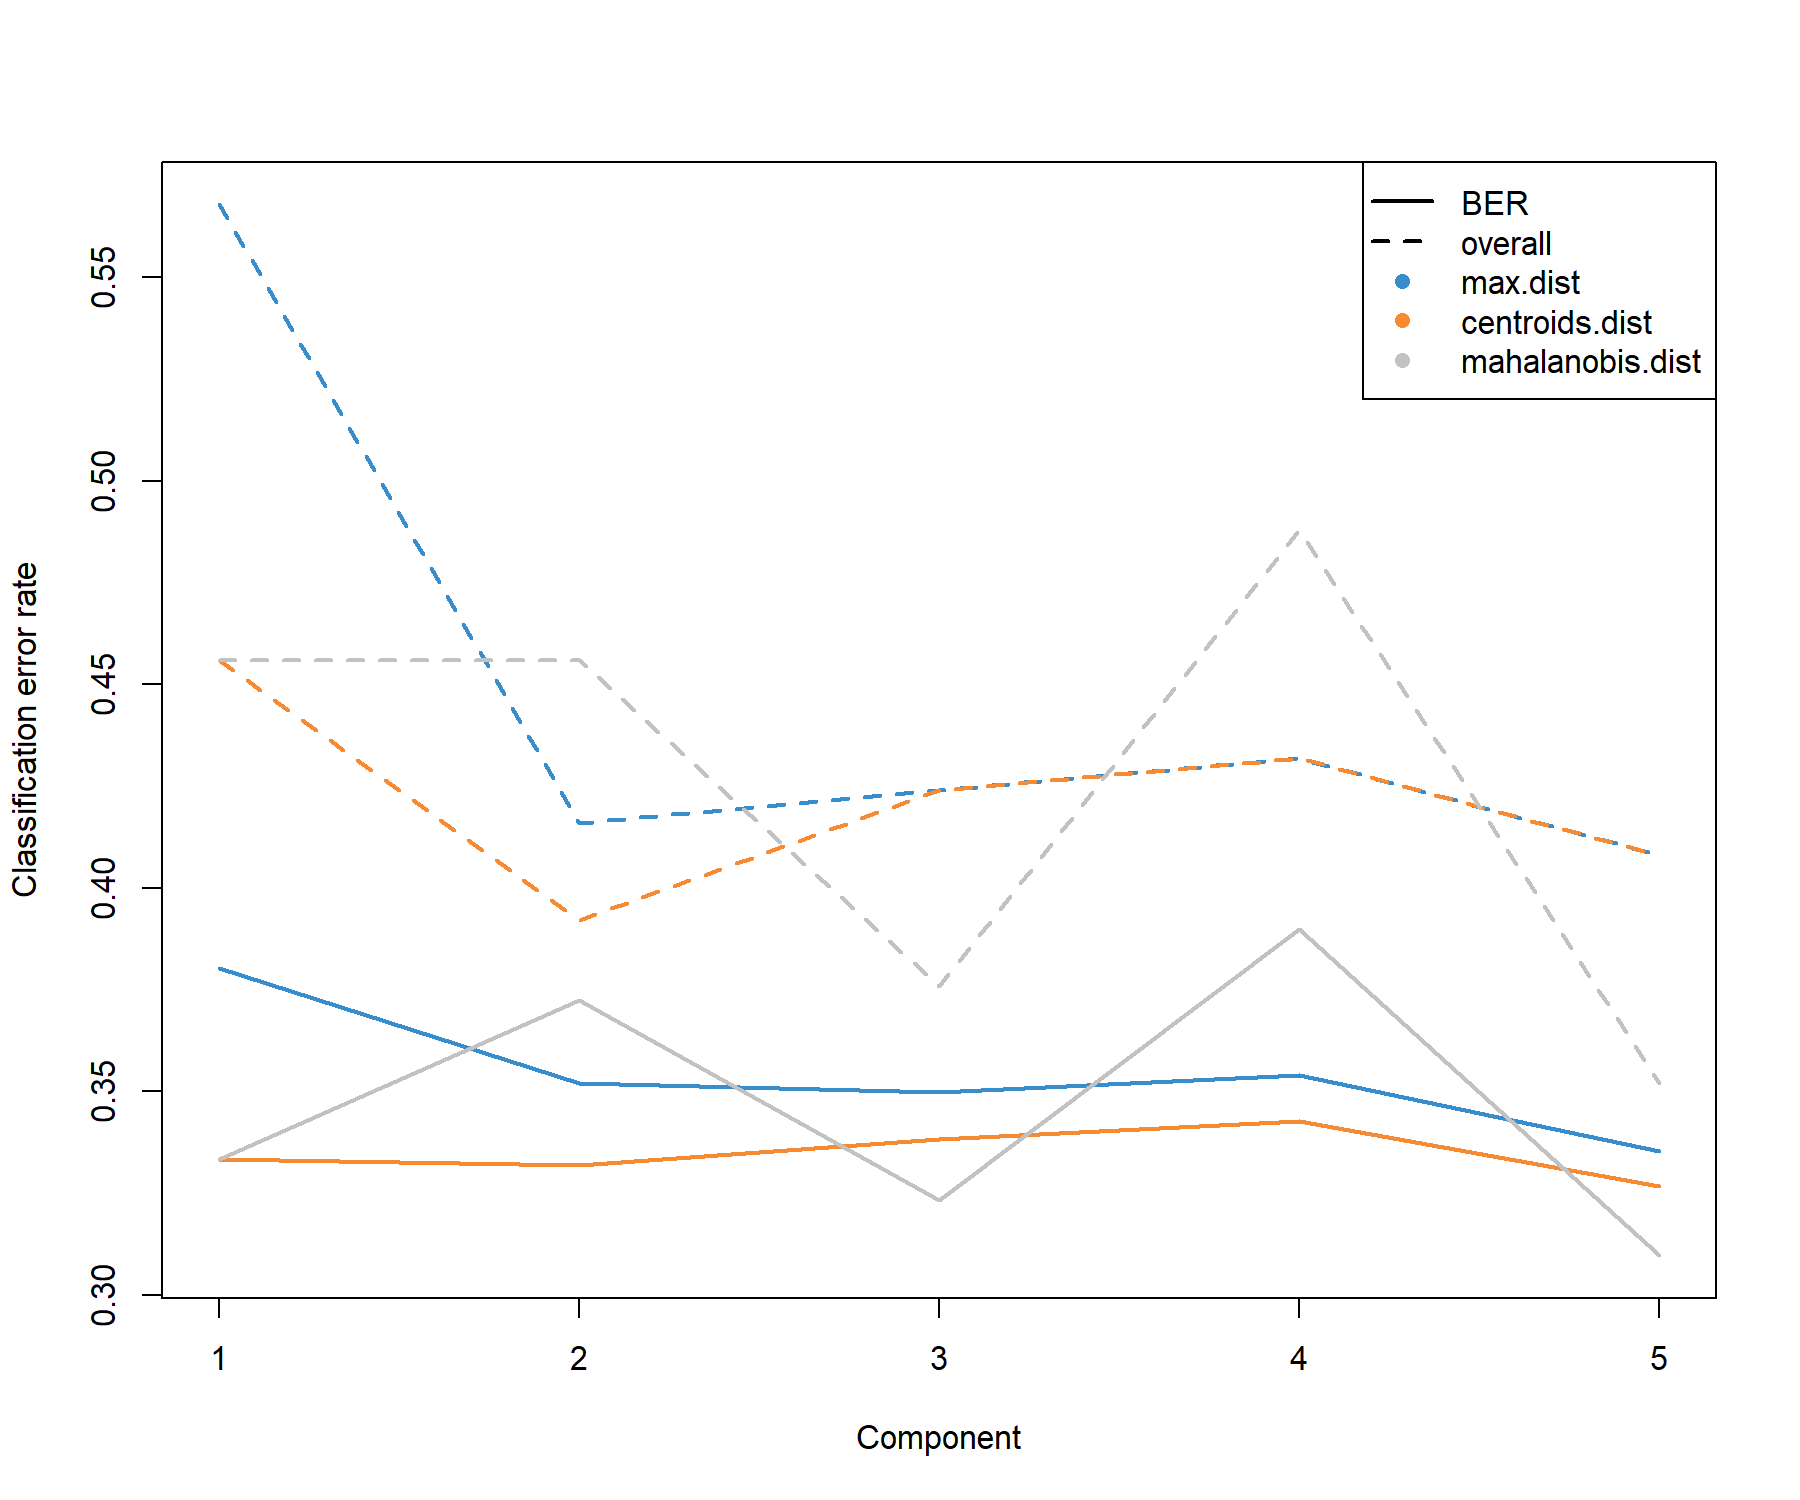 BER
overall
max.dist
centroids.dist
mahalanobis.dist
Classification error rate
0.55
0.50
0.45
0.40
0.35
0.30
1 2 3 4 5
Component